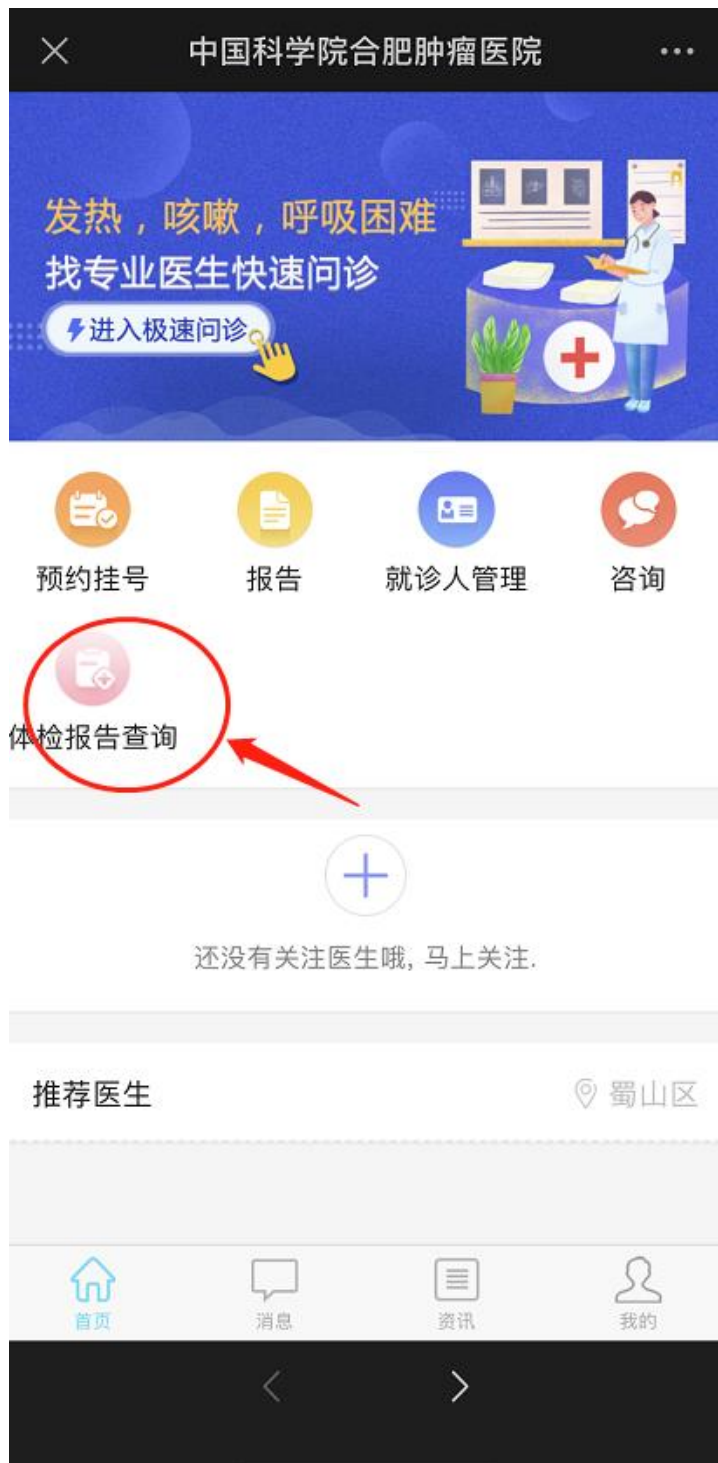 中国科学院合肥肿瘤医院
发热，咳嗽，呼吸困难
找专业医生快速问诊
进入极速问诊
预约挂号 报告 就诊人管理 咨询
体检报告查询
还没有关注医生哦, 马上关注.
推荐医生 蜀山区
首页 消息 资讯 我的